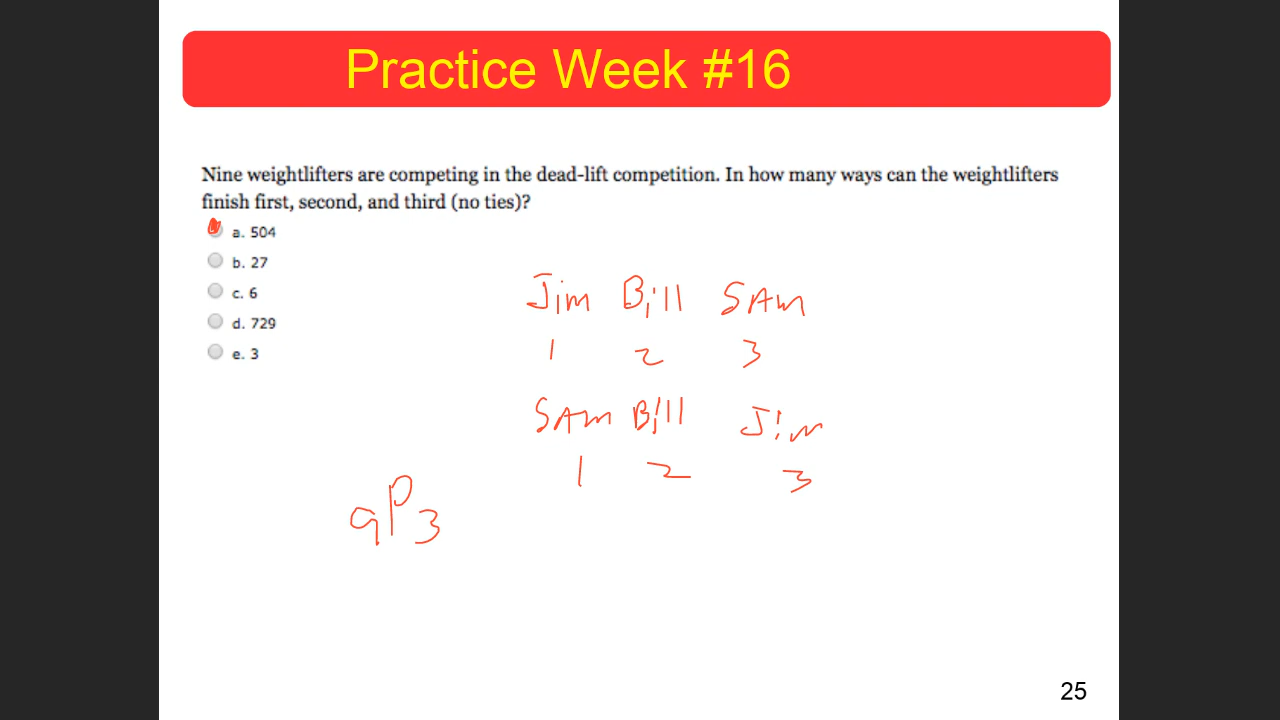 Practice Week #16
Nine weightlifters are competing in the dead-lift competition. In how many ways can the weightlifters
finish first, second, and third (no ties)?
a. 504
b. 27
c. 6
d. 729
e. 3
Jim Bill SAm
1 2 3
SAm Bill Jim
1 2 3
9P3
25